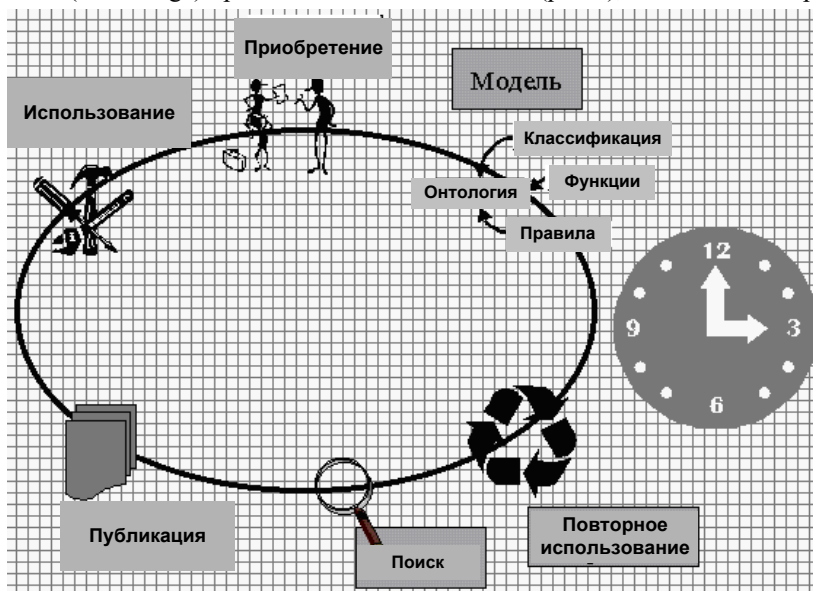 Приобретение
Использование
Модель
Классификация
Функции
Онтология
Правила
12
9
3
6
Публикация
Поиск
Повторное
использование